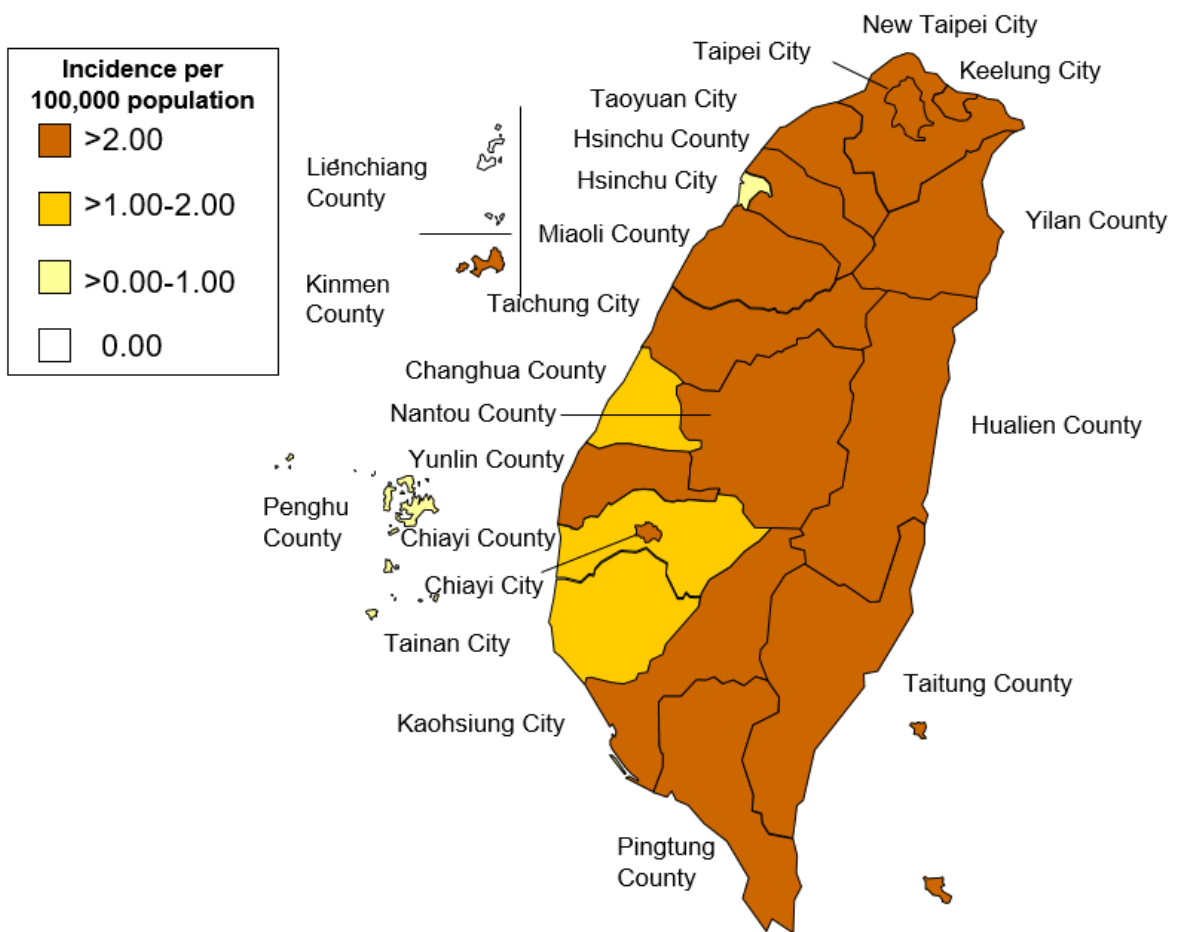 Incidence per
100,000 population
>2.00
>1.00-2.00
>0.00-1.00
0.00
New Taipei City
Taipei City
Keelung City
Taoyuan City
Hsinchu County
Lienchiang
County
Hsinchu City
Yilan County
Miaoli County
Kinmen
County
Taichung City
Changhua County
Nantou County
Hualien County
Yunlin County
Penghu
County
Chiayi County
Chiayi City
Tainan City
Taitung County
Kaohsiung City
Pingtung
County